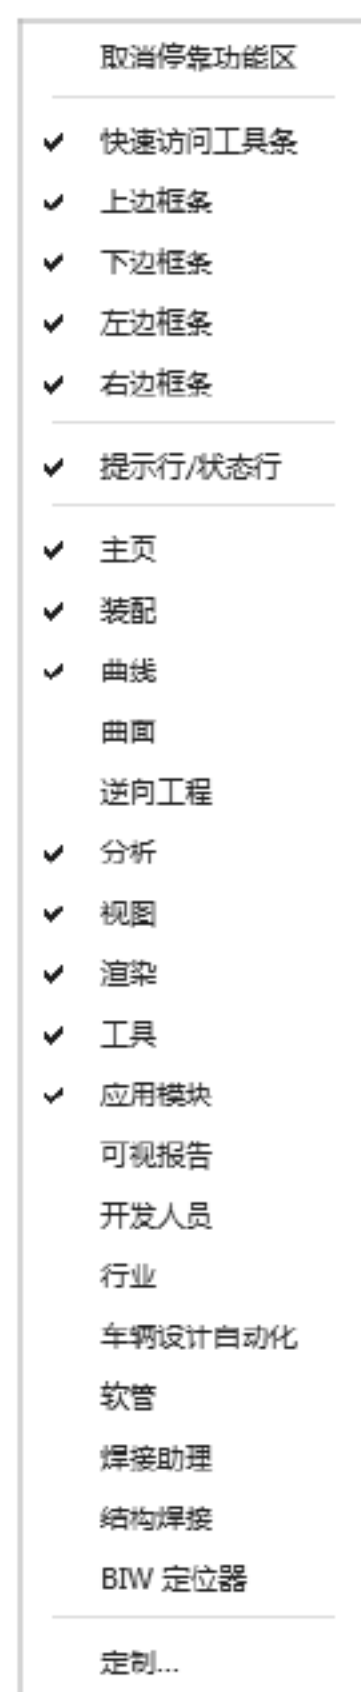 取消停靠功能区
快速访问工具条
上边框条
下边框条
左边框条
右边框条
提示行/状态行
主页
装配
曲线
曲面
逆向工程
分析
视图
渲染
工具
应用模块
可视报告
开发人员
行业
车辆设计自动化
软管
焊接助理
结构焊接
BIW 定位器
定制...